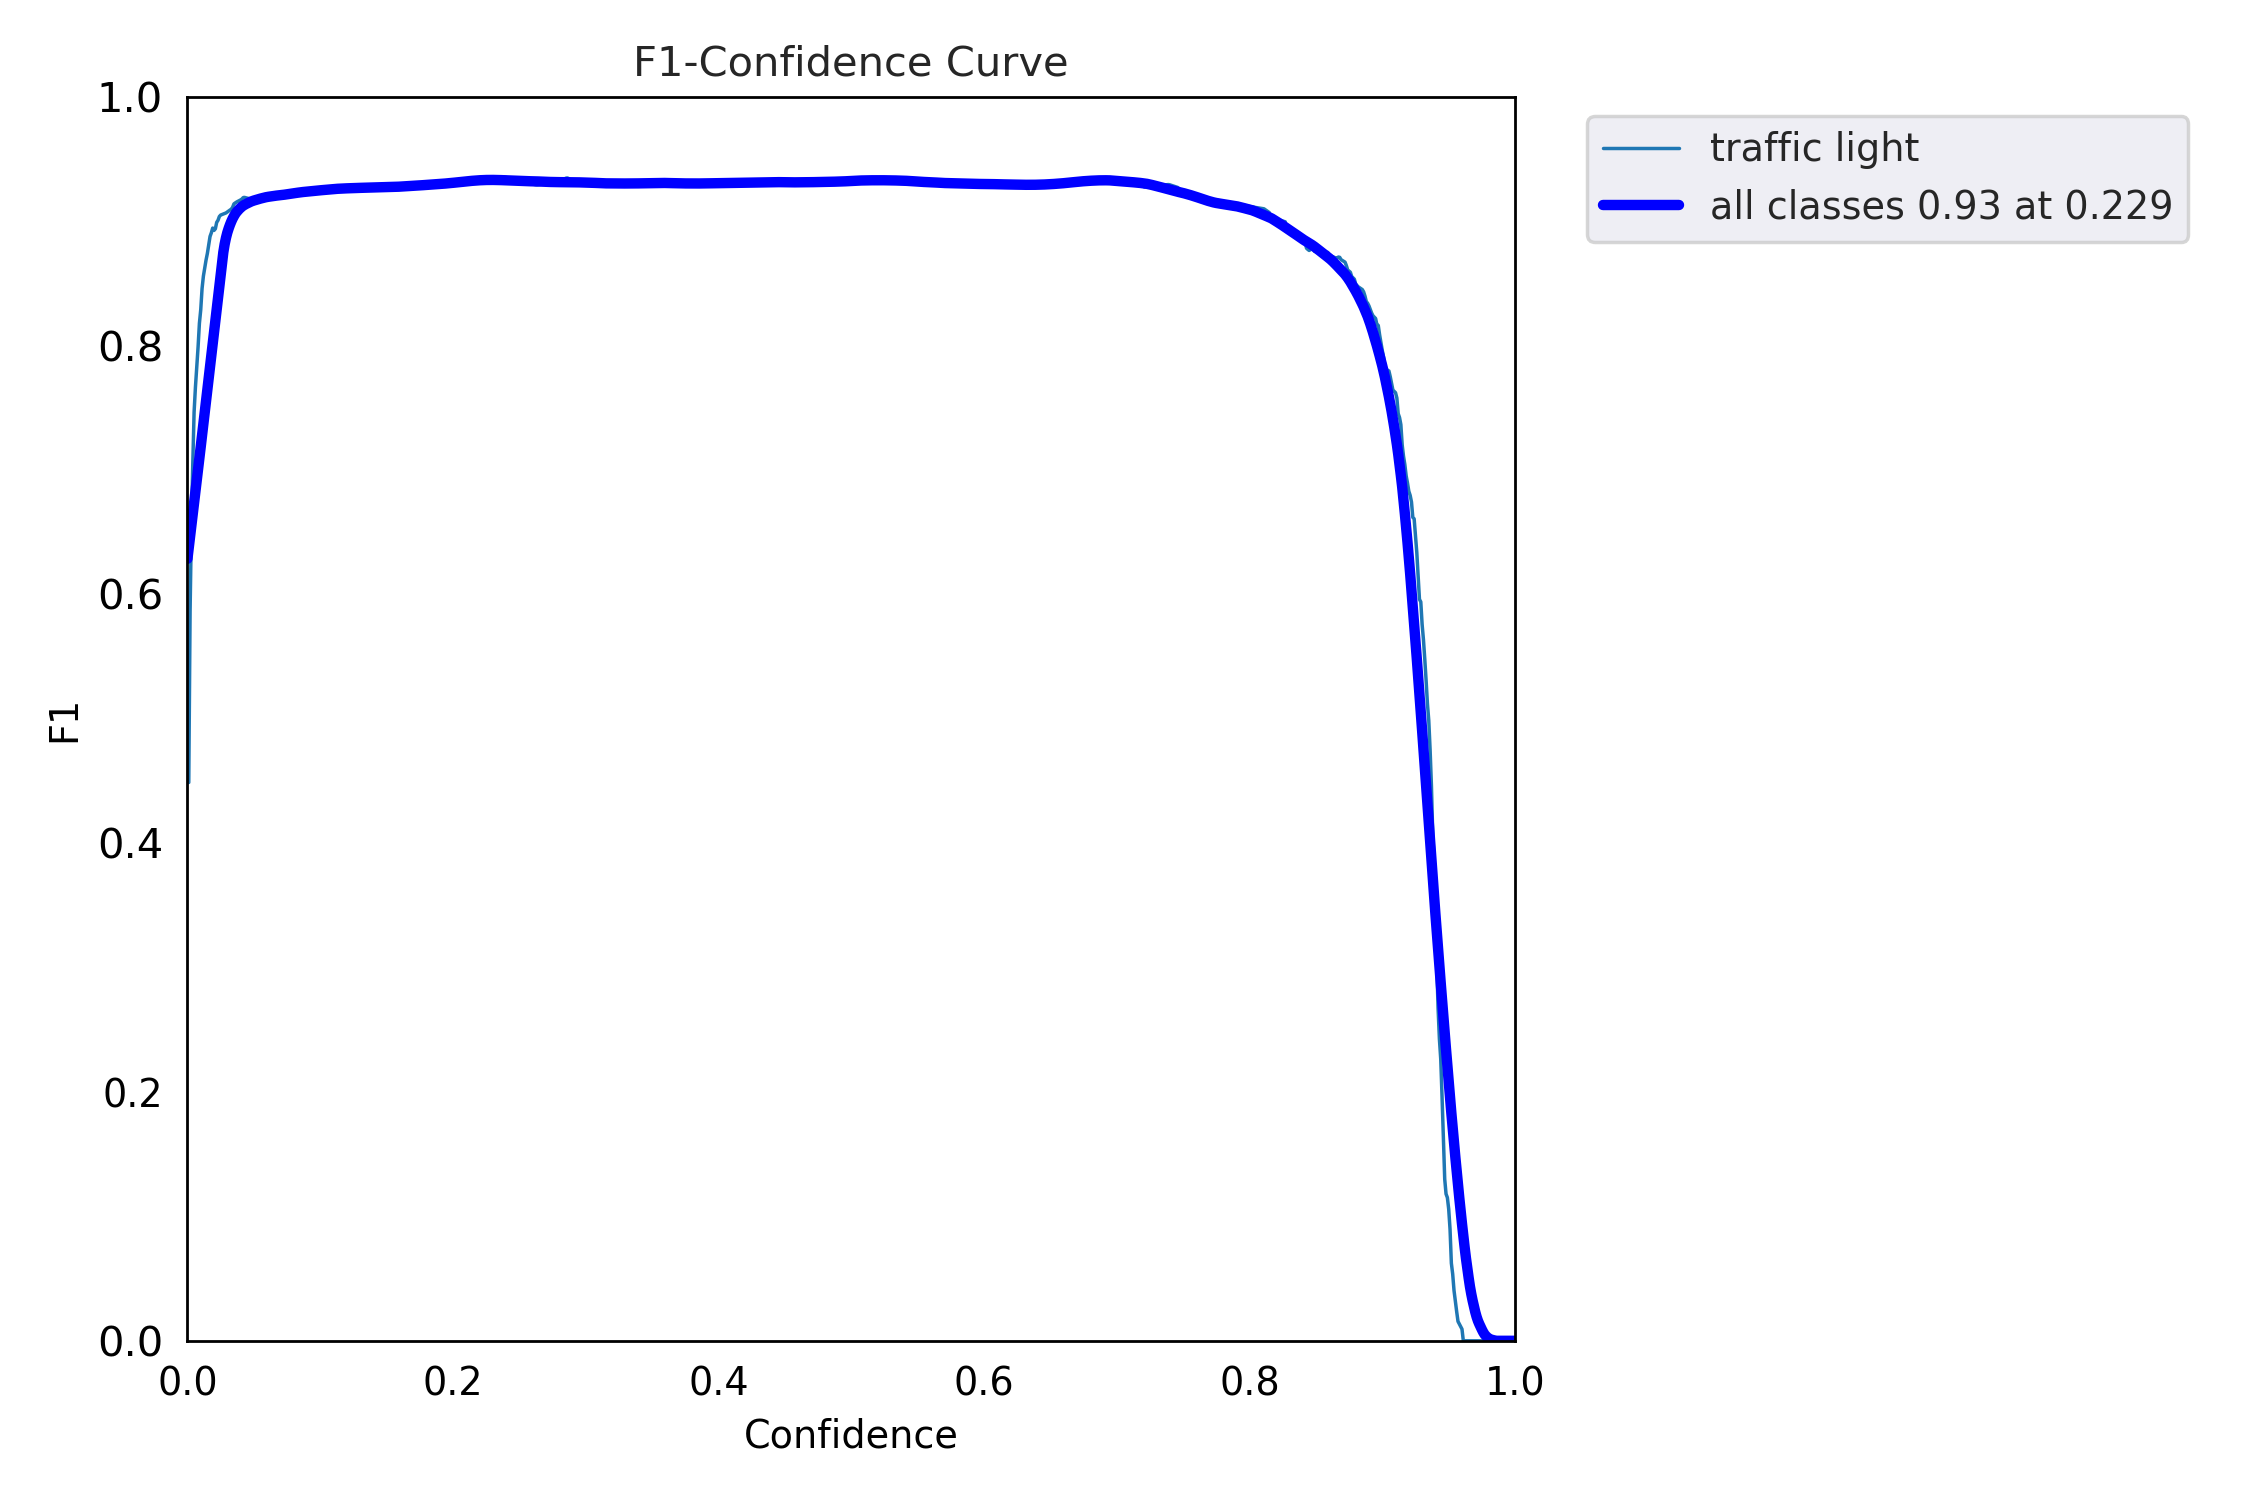 F1-Confidence Curve
1.0
0.8
0.6
0.4
0.2
0.0
F1
0.0 0.2 0.4 0.6 0.8 1.0
Confidence
traffic light
all classes 0.93 at 0.229